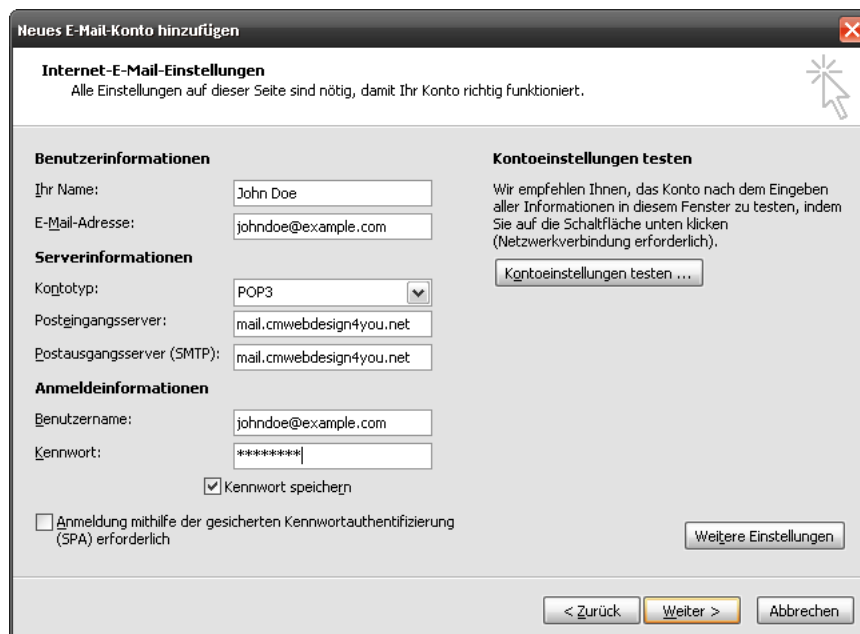 Neues E-Mail-Konto hinzufügen
Internet-E-Mail-Einstellungen
Alle Einstellungen auf dieser Seite sind nötig, damit Ihr Konto richtig funktioniert.
Benutzerinformationen
Ihr Name:
John Doe
E-Mail-Adresse:
johndoe@example.com
Serverinformationen
Kontotyp:
POP3
Posteingangsserver:
mail.cmwebdesign4you.net
Postausgangsserver (SMTP):
mail.cmwebdesign4you.net
Anmeldeinformationen
Benutzername:
johndoe@example.com
Kennwort:
********
Kennwort speichern
Anmeldung mithilfe der gesicherten Kennwortauthentifizierung
(SPA) erforderlich
Kontoeinstellungen testen
Wir empfehlen Ihnen, das Konto nach dem Eingeben
aller Informationen in diesem Fenster zu testen, indem
Sie auf die Schaltfläche unten klicken
(Netzwerkverbindung erforderlich).
Kontoeinstellungen testen ...
Weitere Einstellungen
< Zurück
Weiter >
Abbrechen